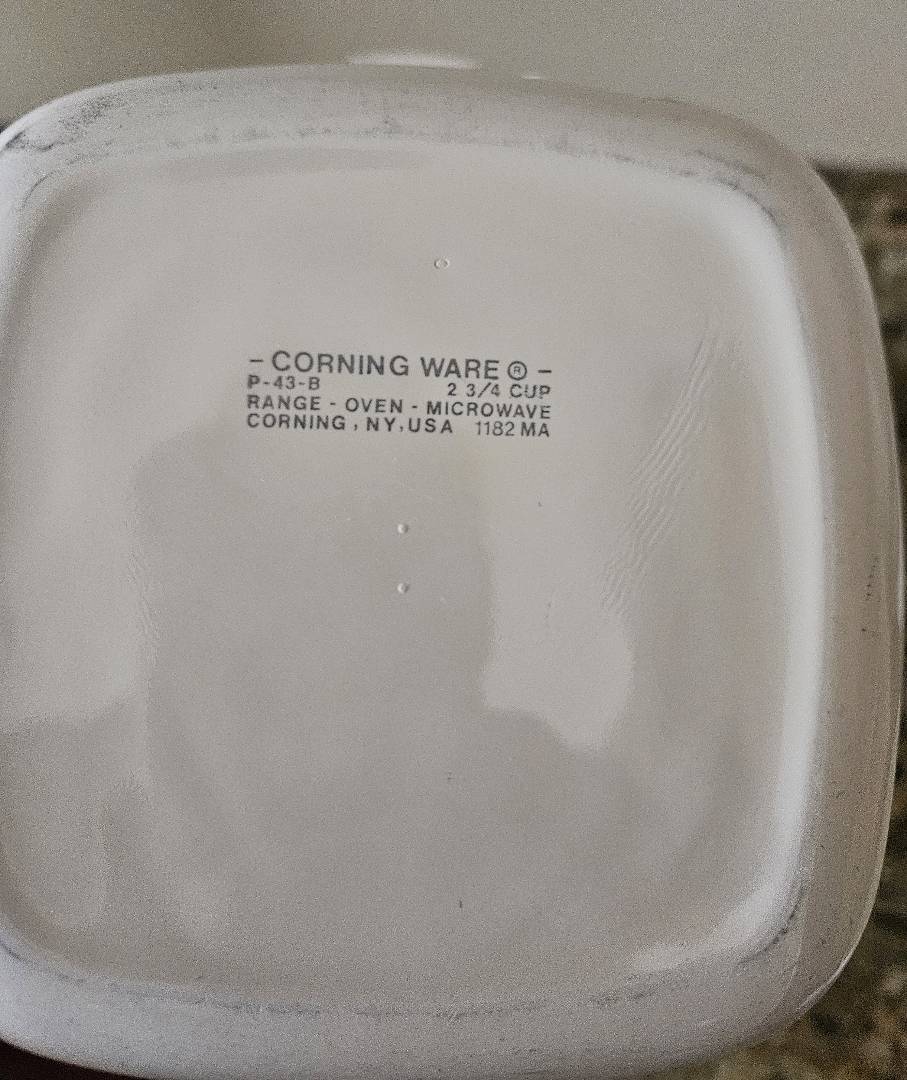 - CORNING WARE ® -
P-43-B 2 3/4 CUP
RANGE - OVEN - MICROWAVE
CORNING, NY, USA 1182 MA